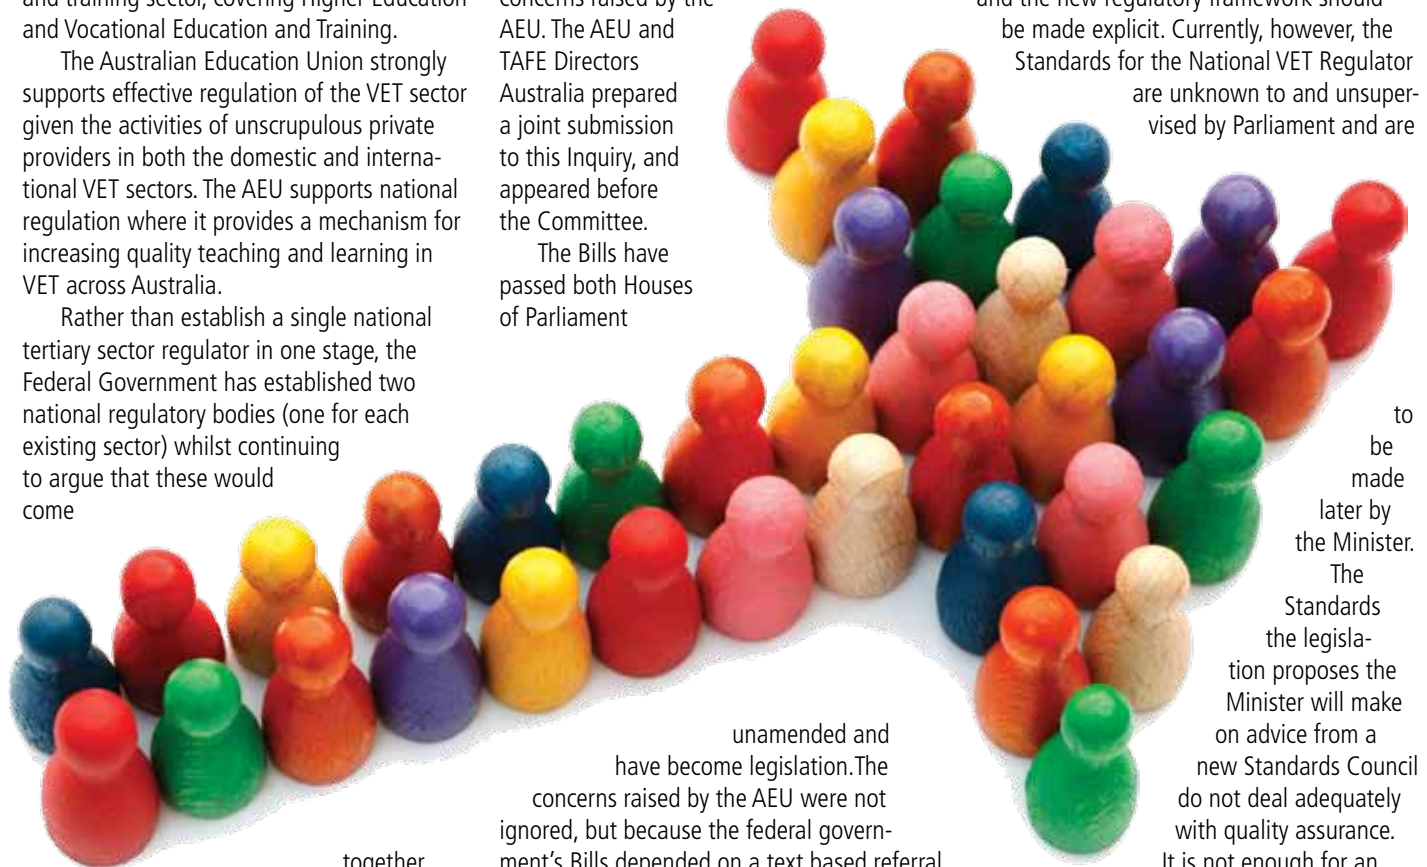 and training sector, covering Higher Education
and Vocational Education and Training.
The Australian Education Union strongly
supports effective regulation of the VET sector
given the activities of unscrupulous private
providers in both the domestic and interna-
tional VET sectors. The AEU supports national
regulation where it provides a mechanism for
increasing quality teaching and learning in
VET across Australia.
Rather than establish a single national
tertiary sector regulator in one stage, the
Federal Government has established two
national regulatory bodies (one for each
existing sector) whilst continuing
to argue that these would
come
together
concerns raised by the
AEU. The AEU and
TAFE Directors
Australia prepared
a joint submission
to this Inquiry, and
appeared before
the Committee.
The Bills have
passed both Houses
of Parliament
unamended and
have become legislation.The
concerns raised by the AEU were not
ignored, but because the federal govern-
ment's Bills depended on a text based referral
and the new regulatory framework should
be made explicit. Currently, however, the
Standards for the National VET Regulator
are unknown to and unsuper-
vised by Parliament and are
to
be
made
later by
the Minister.
The
Standards
the legisla-
tion proposes the
Minister will make
on advice from a
new Standards Council
do not deal adequately
with quality assurance.
It is not enough for an